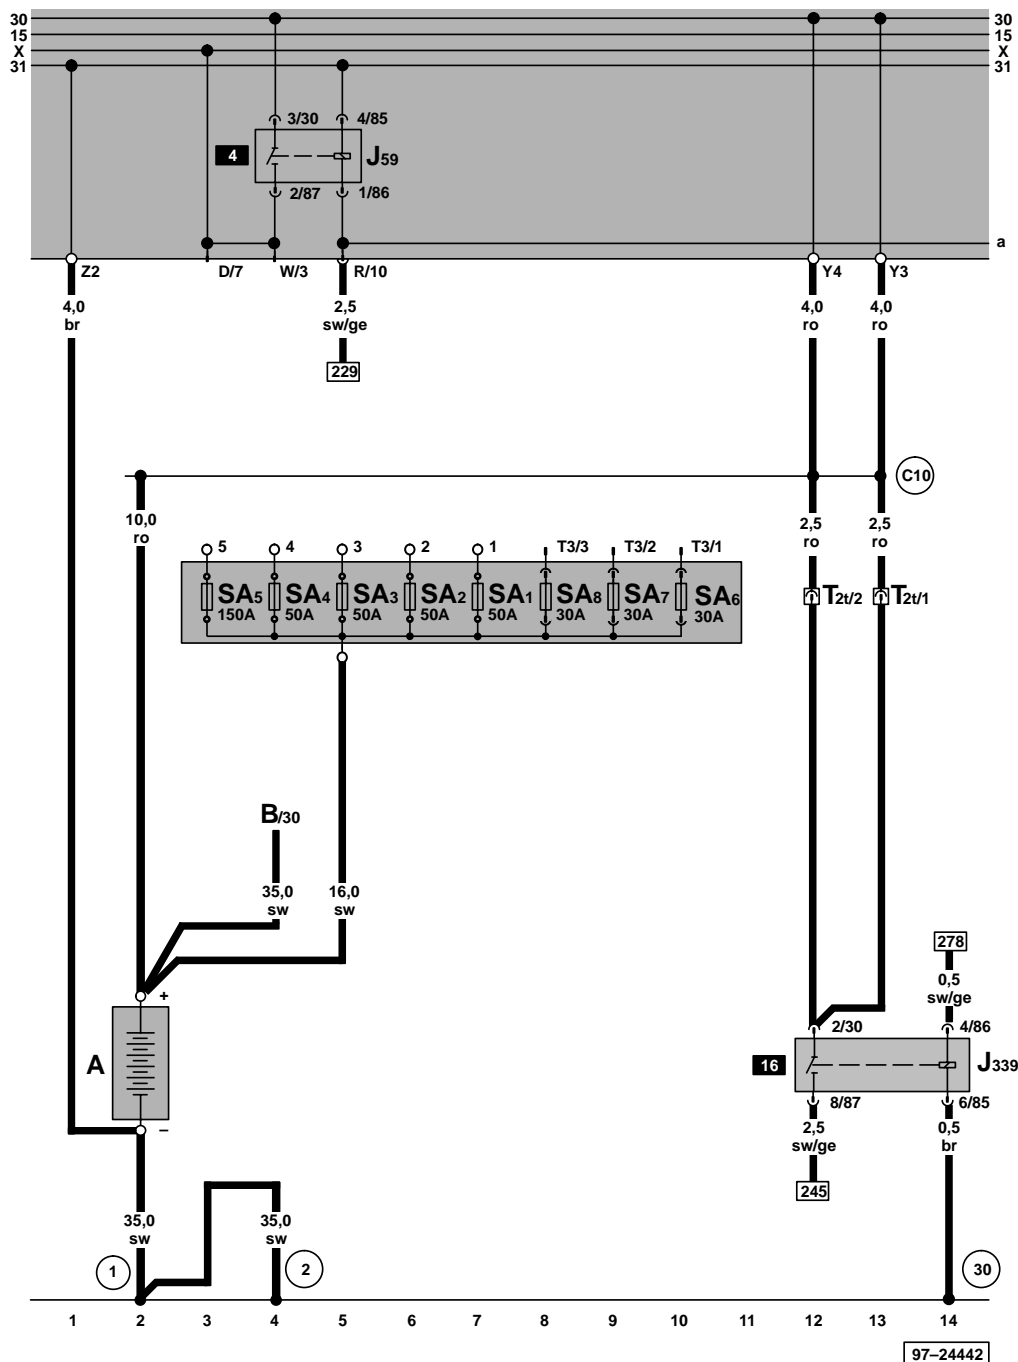 30 30
15 15
X X
31 31
3/30 4/85
4 J59
2/87 1/86
a
Z2 D/7 W/3 R/10 Y4 Y3
4,0 2,5 4,0 4,0
br sw/ge ro ro
229
C10
10,0 2,5 2,5
ro ro ro
5 4 3 2 1 T3/3 T3/2 T3/1
SA5 SA4 SA3 SA2 SA1 SA8 SA7 SA6
150A 50A 50A 50A 50A 30A 30A 30A
T2t/2 T2t/1
B/30
35,0 16,0
sw sw
278
0,5
sw/ge
+
2/30 4/86
A 16 J339
8/87 6/85
–
2,5 0,5
sw/ge br
245
35,0 35,0
sw sw
1 2 30
1 2 3 4 5 6 7 8 9 10 11 12 13 14
97–24442